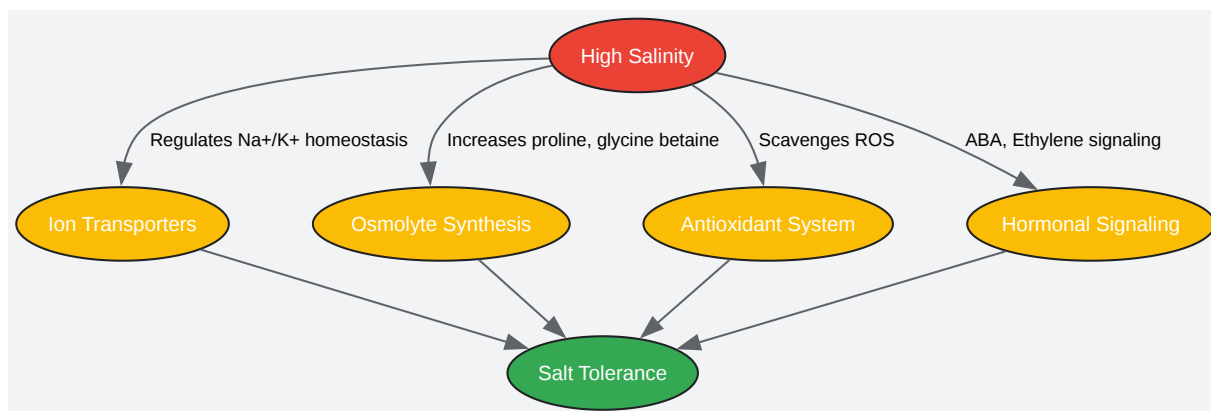 High Salinity
Regulates Na+/K+ homeostasis
Increases proline, glycine betaine
Scavenges ROS
ABA, Ethylene signaling
Ion Transporters
Osmolyte Synthesis
Antioxidant System
Hormonal Signaling
Salt Tolerance